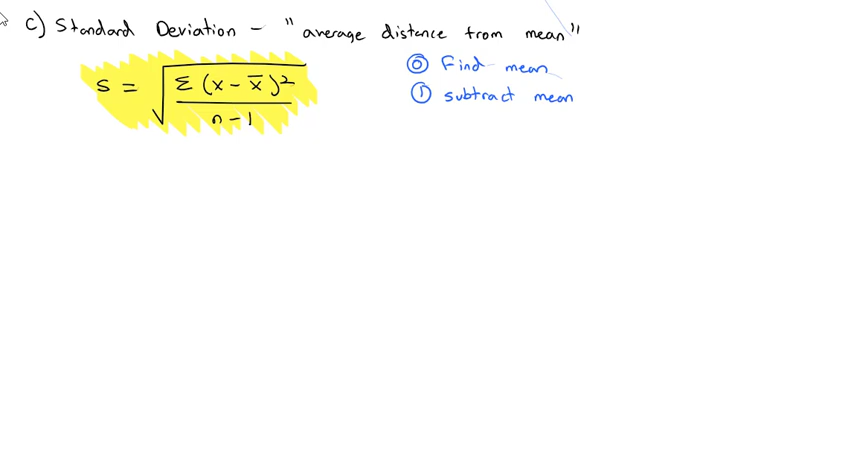 C) Standard Deviation - "average distance from mean"
s = √(Σ(x - x̄)² / (n - 1))
⓪ Find mean
① subtract mean